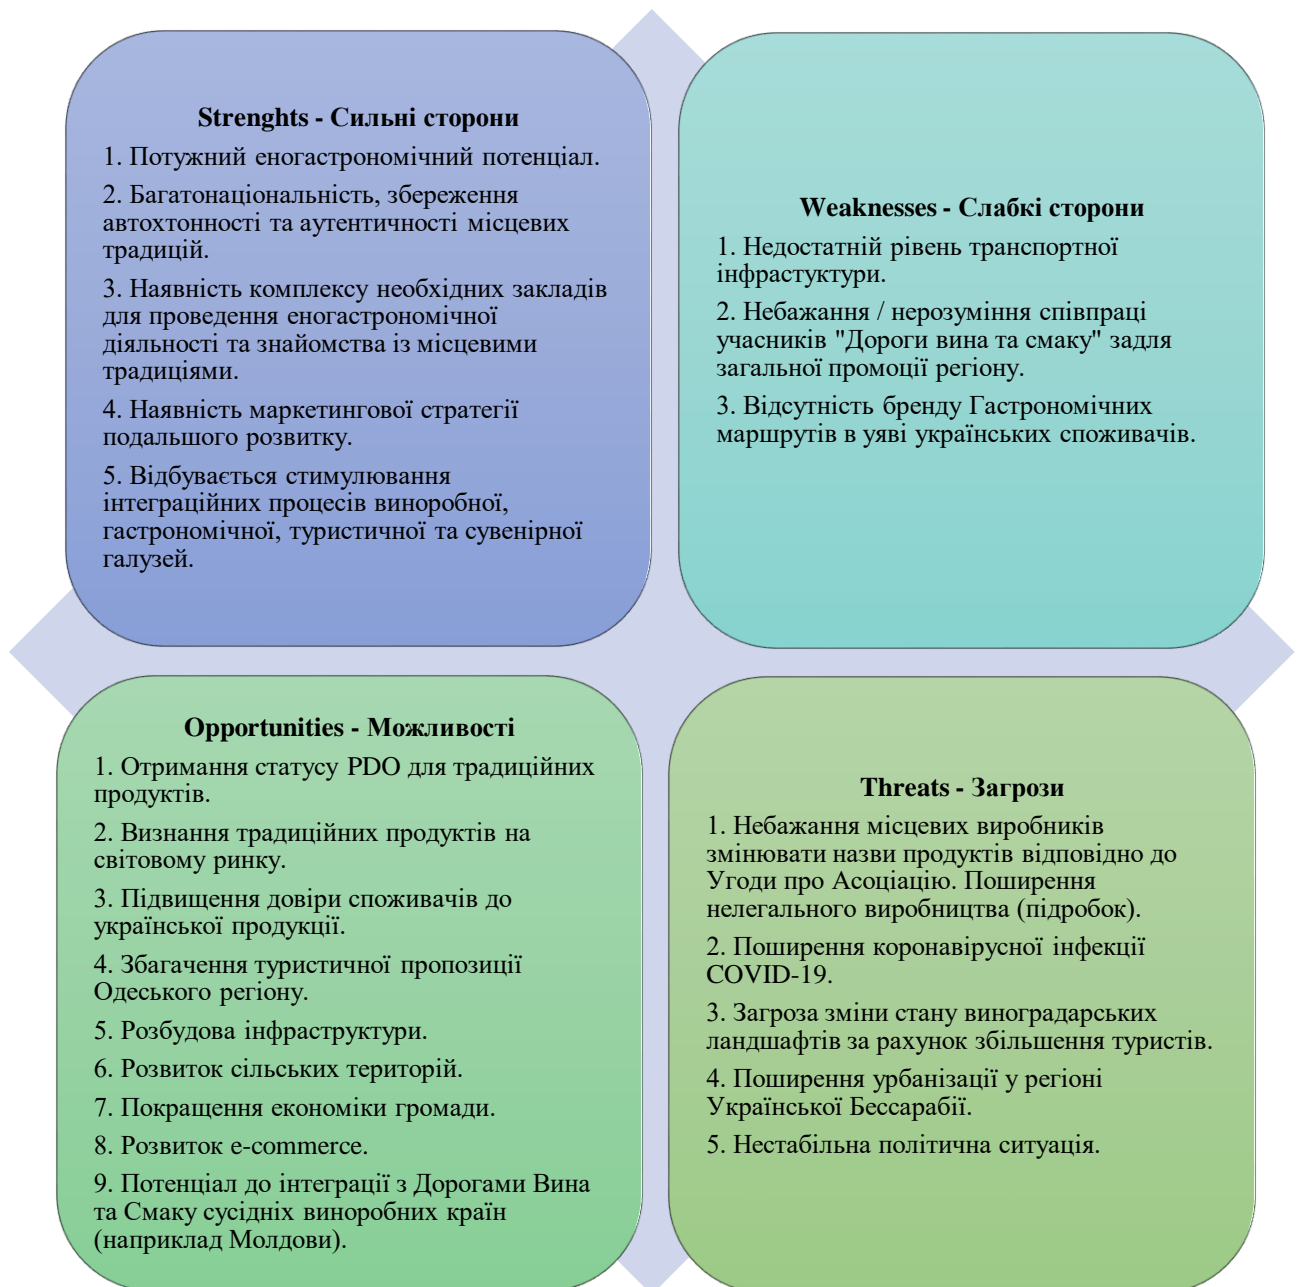 Strenghts - Сильні сторони
1. Потужний еногастрономічний потенціал.
2. Багатонаціональність, збереження
автохтонності та аутентичності місцевих
традицій.
3. Наявність комплексу необхідних закладів
для проведення еногастрономічної
діяльності та знайомства із місцевими
традиціями.
4. Наявність маркетингової стратегії
подальшого розвитку.
5. Відбувається стимулювання
інтеграційних процесів виноробної,
гастрономічної, туристичної та сувенірної
галузей.
Weaknesses - Слабкі сторони
1. Недостатній рівень транспортної
інфрастуктури.
2. Небажання / нерозуміння співпраці
учасників "Дороги вина та смаку" задля
загальної промоції регіону.
3. Відсутність бренду Гастрономічних
маршрутів в уяві українських споживачів.
Opportunities - Можливості
1. Отримання статусу PDO для традиційних
продуктів.
2. Визнання традиційних продуктів на
світовому ринку.
3. Підвищення довіри споживачів до
української продукції.
4. Збагачення туристичної пропозиції
Одеського регіону.
5. Розбудова інфраструктури.
6. Розвиток сільських територій.
7. Покращення економіки громади.
8. Розвиток e-commerce.
9. Потенціал до інтеграції з Дорогами Вина
та Смаку сусідніх виноробних країн
(наприклад Молдови).
Threats - Загрози
1. Небажання місцевих виробників
змінювати назви продуктів відповідно до
Угоди про Асоціацію. Поширення
нелегального виробництва (підробок).
2. Поширення коронавірусної інфекції
COVID-19.
3. Загроза зміни стану виноградарських
ландшафтів за рахунок збільшення туристів.
4. Поширення урбанізації у регіоні
Української Бессарабії.
5. Нестабільна політична ситуація.